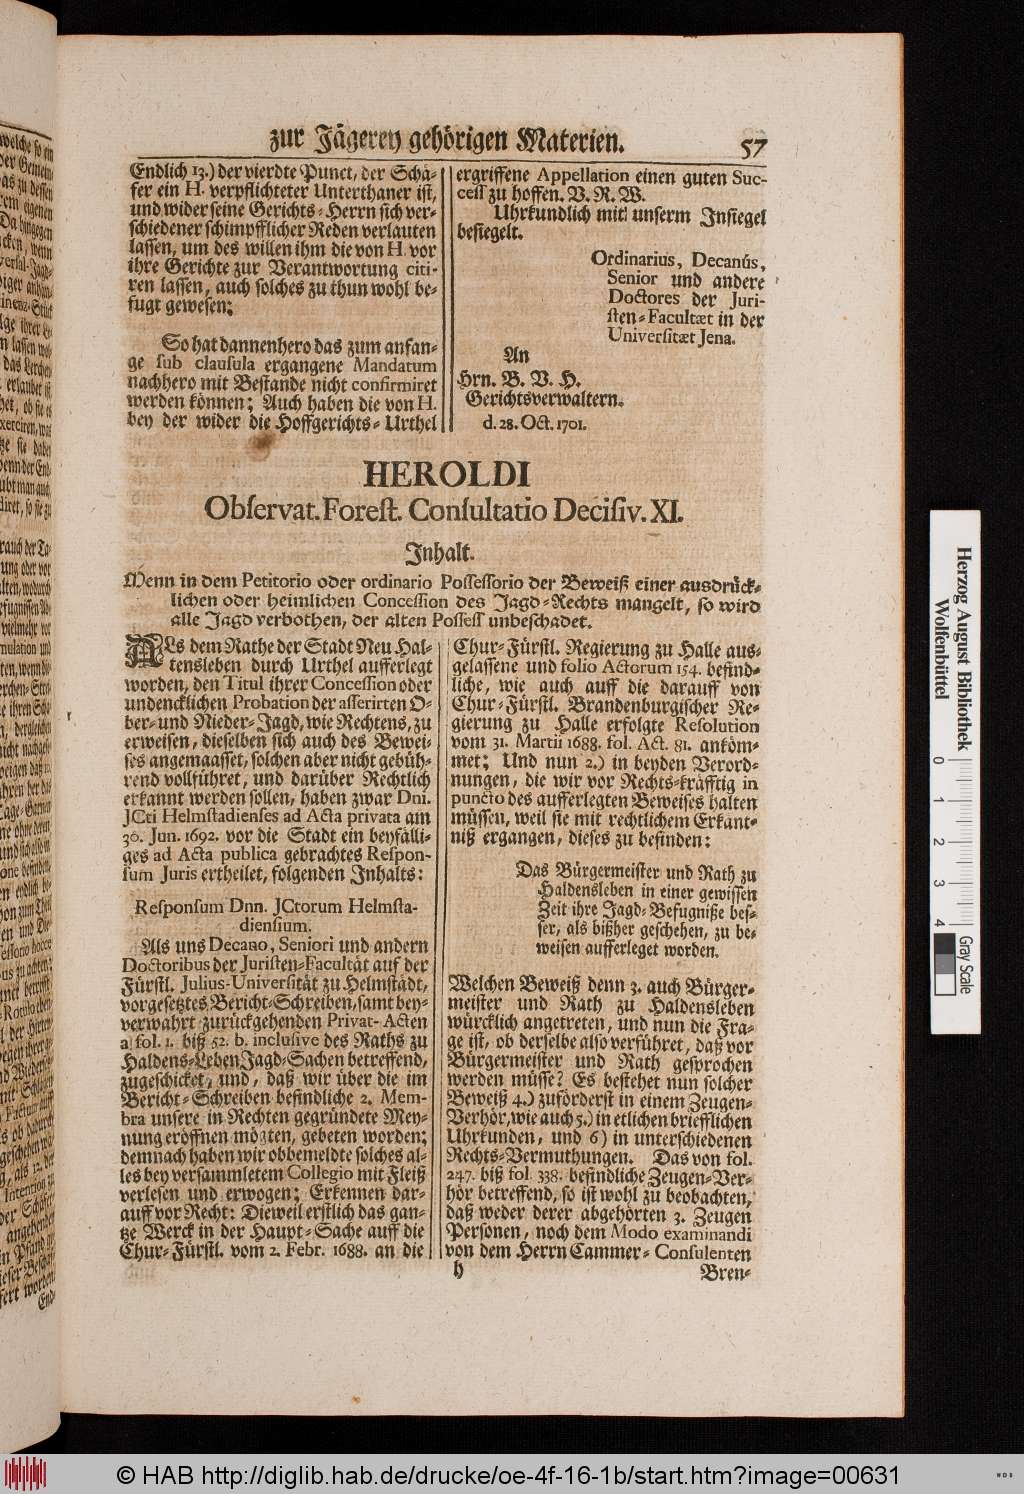 zur Jägerey gehörigen Materien. 57
Endlich 13.) der vierdte Punct, der Schä-
fer ein H. verpflichteter Unterthaner ist,
und wider seine Gerichts-Herrn sich ver-
schiedener schimpfflicher Reden verlauten
lassen, um des willen ihm die von H. vor
ihre Gerichte zur Verantwortung citi-
ren lassen, auch solches zu thun wohl be-
fugt gewesen;
So hat dannenhero das zum anfan-
ge sub clausula ergangene Mandatum
nachhero mit Bestande nicht confirmiret
werden können; Auch haben die von H.
bey der wider die Hoffgerichts-Urthel
ergriffene Appellation einen guten Suc-
cess zu hoffen. V. R. W.
Uhrkundlich mit unserm Insiegel
besiegelt.
Ordinarius, Decanus,
Senior und andere
Doctores der Juri-
sten-Facultæt in der
Universitæt Jena.
An
Hrn. B. V. H.
Gerichtsverwaltern.
d. 28. Oct. 1701.
HEROLDI
Observat. Forest. Consultatio Decisiv. XI.
Inhalt.
Wenn in dem Petitorio oder ordinario Possessorio der Beweiß einer ausdrück-
lichen oder heimlichen Concession des Jagd-Rechts mangelt, so wird
alle Jagd verbothen, der alten Possess unbeschadet.
ALs dem Rathe der Stadt Neu Hal-
tensleben durch Urthel aufferlegt
worden, den Titul ihrer Concession oder
undencklichen Probation der asserirten O-
ber- und Nieder-Jagd, wie Rechtens, zu
erweisen, dieselben sich auch des Bewei-
ses angemaasset, solchen aber nicht gebüh-
rend vollführet, und darüber Rechtlich
erkannt werden sollen, haben zwar Dni.
JCti Helmstadienses ad Acta privata am
30. Jun. 1692. vor die Stadt ein beyfälli-
ges ad Acta publica gebrachtes Respon-
sum Juris ertheilet, folgenden Inhalts:
Responsum Dnn. JCtorum Helmsta-
diensium.
Als uns Decano, Seniori und andern
Doctoribus der Juristen-Facultät auf der
Fürstl. Julius-Universität zu Helmstädt,
vorgesetztes Bericht-Schreiben, samt bey-
verwahrt zurückgehenden Privat-Acten
a fol. 1. biß 52. b. inclusive des Raths zu
Haldens-Leben Jagd-Sachen betreffend,
zugeschicket, und, daß wir über die im
Bericht-Schreiben befindliche 2. Mem-
bra unsere in Rechten gegründete Mey-
nung eröffnen möchten, gebeten worden;
demnach haben wir obbemeldte solches al-
les bey versammletem Collegio mit Fleiß
verlesen und erwogen; Erkennen dar-
auff vor Recht: Dieweil erstlich das gan-
tze Werck in der Haupt-Sache auff die
Chur-Fürstl. vom 2. Febr. 1688. an die
Chur-Fürstl. Regierung zu Halle aus-
gelassene und folio Actorum 154. befind-
liche, wie auch auff die darauff von
Chur-Fürstl. Brandenburgischer Re-
gierung zu Halle erfolgte Resolution
vom 31. Martii 1688. fol. Act. 81. anköm-
met; Und nun 2.) in beyden Verord-
nungen, die wir vor Rechts-kräfftig in
puncto des aufferlegten Beweises halten
müssen, weil sie mit rechtlichem Erkänt-
niß ergangen, dieses zu befinden:
Das Bürgermeister und Rath zu
Haldensleben in einer gewissen
Zeit ihre Jagd-Befugniße bes-
ser, als bißher geschehen, zu be-
weisen aufferleget worden.
Welchen Beweiß denn 3. auch Bürger-
meister und Rath zu Haldensleben
würcklich angetreten, und nun die Fra-
ge ist, ob derselbe also verführet, daß vor
Bürgermeister und Rath gesprochen
werden müsse? Es bestehet nun solcher
Beweiß 4.) zuförderst in einem Zeugen-
Verhör, wie auch 5.) in etlichen brieflichen
Uhrkunden, und 6) in unterschiedenen
Rechts-Vermuthungen. Das von fol.
247. biß fol. 338. befindliche Zeugen-Ver-
hör betreffend, so ist wohl zu beobachten,
daß weder derer abgehörten 3. Zeugen
Personen, noch dem Modo examinandi
von dem Herrn Cammer-Consulenten
h Bren-
Herzog August Bibliothek
Wolfenbüttel
0 1 2 3 4 Gray Scale
© HAB http://diglib.hab.de/drucke/oe-4f-16-1b/start.htm?image=00631